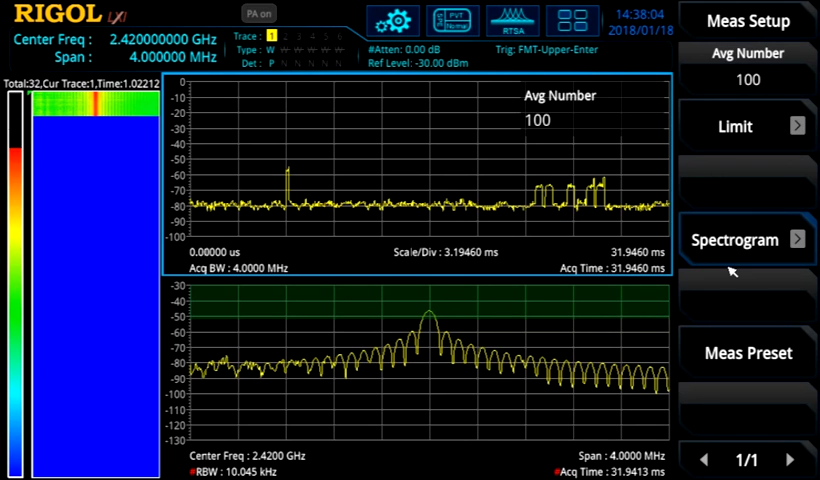 RIGOL LXI
PA on
Center Freq : 2.420000000 GHz
Span : 4.000000 MHz
Trace : 1 2 3 4 5 6
Type : W
Det : P N N N N N
PVT
Normal
RTSA
#Atten: 0.00 dB
Ref Level: -30.00 dBm
Trig: FMT-Upper-Enter
14:38:04
2018/01/18
Meas Setup
Avg Number
100
Limit
Spectrogram
Meas Preset
1/1
Total:32,Cur Trace:1,Time:1.02212
0
-10
-20
-30
-40
-50
-60
-70
-80
-90
-100
Avg Number
100
0.00000 us
Scale/Div : 3.19460 ms
31.9460 ms
Acq BW : 4.0000 MHz
Acq Time : 31.9460 ms
-30
-40
-50
-60
-70
-80
-90
-100
-110
-120
-130
Center Freq : 2.4200 GHz
Span : 4.0000 MHz
#RBW : 10.045 kHz
#Acq Time : 31.9413 ms